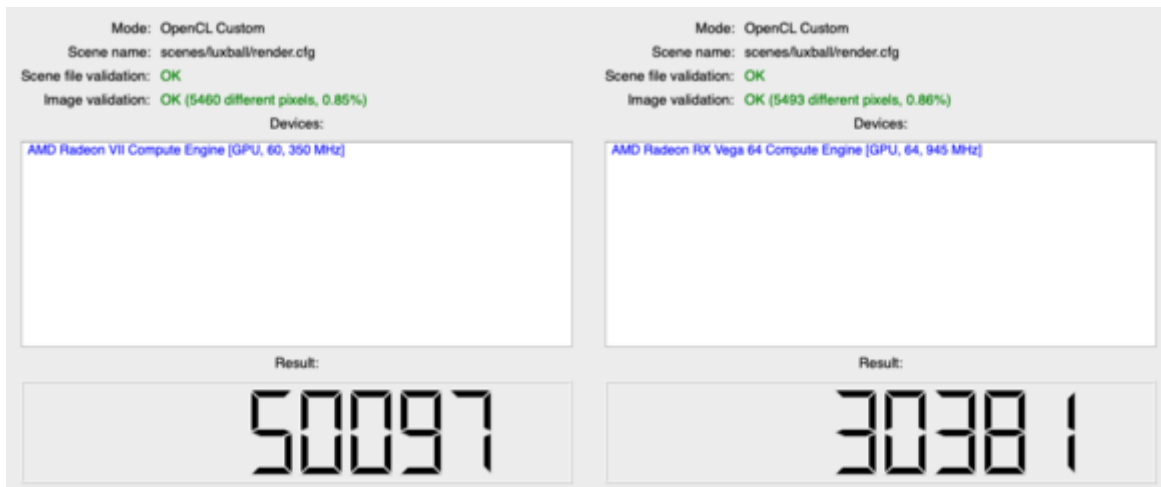 Mode: OpenCL Custom
Scene name: scenes/luxball/render.cfg
Scene file validation: OK
Image validation: OK (5460 different pixels, 0.85%)
Devices:
AMD Radeon VII Compute Engine [GPU, 60, 350 MHz]
Result:
50097
Mode: OpenCL Custom
Scene name: scenes/luxball/render.cfg
Scene file validation: OK
Image validation: OK (5493 different pixels, 0.86%)
Devices:
AMD Radeon RX Vega 64 Compute Engine [GPU, 64, 945 MHz]
Result:
30381